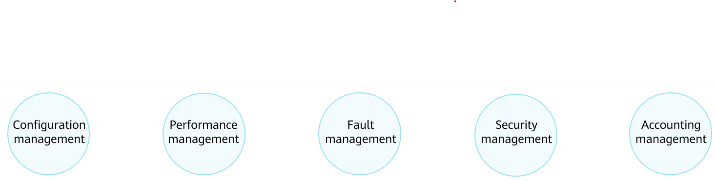 Configuration
management
Performance
management
Fault
management
Security
management
Accounting
management